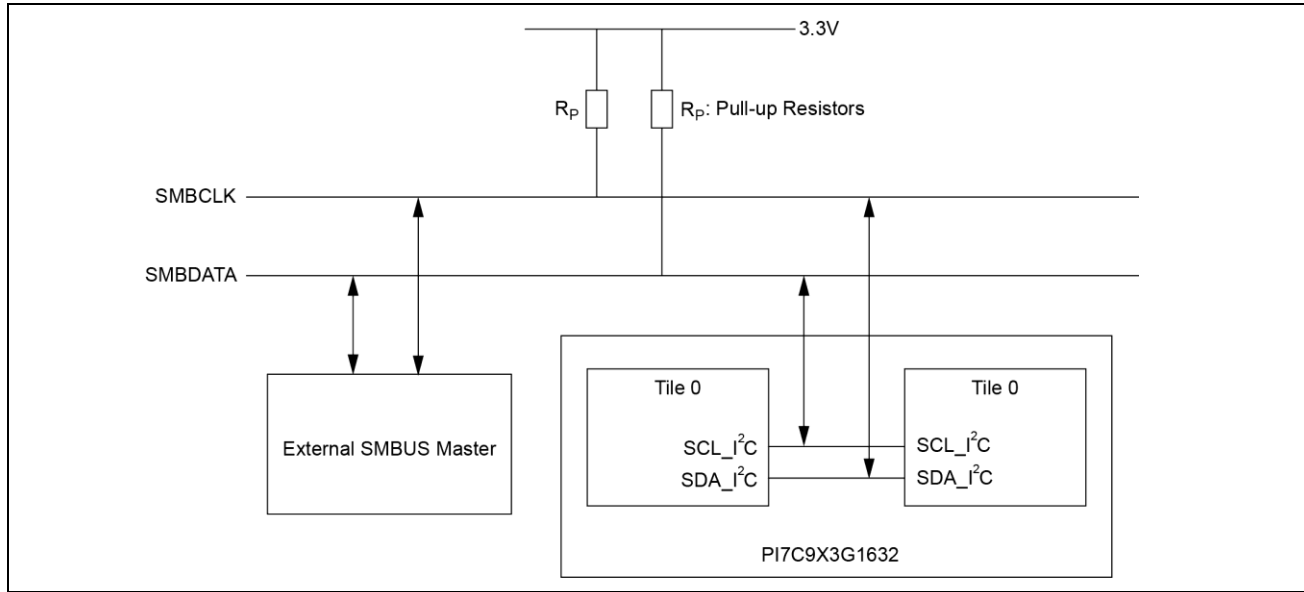 3.3V
R_P
R_P: Pull-up Resistors
SMBCLK
SMBDATA
Tile 0
Tile 0
External SMBUS Master
SCL_I²C
SCL_I²C
SDA_I²C
SDA_I²C
PI7C9X3G1632